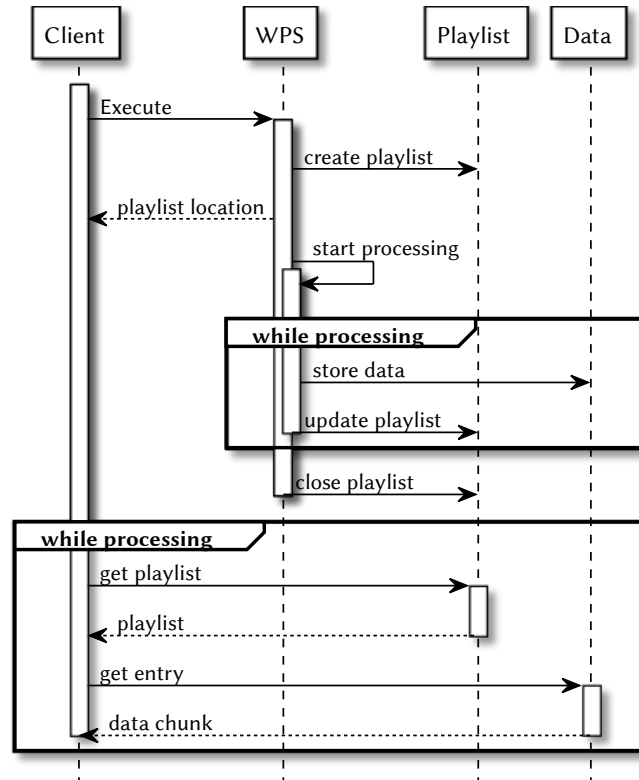 Client
WPS
Playlist
Data
Execute
create playlist
playlist location
start processing
while processing
store data
update playlist
close playlist
while processing
get playlist
playlist
get entry
data chunk